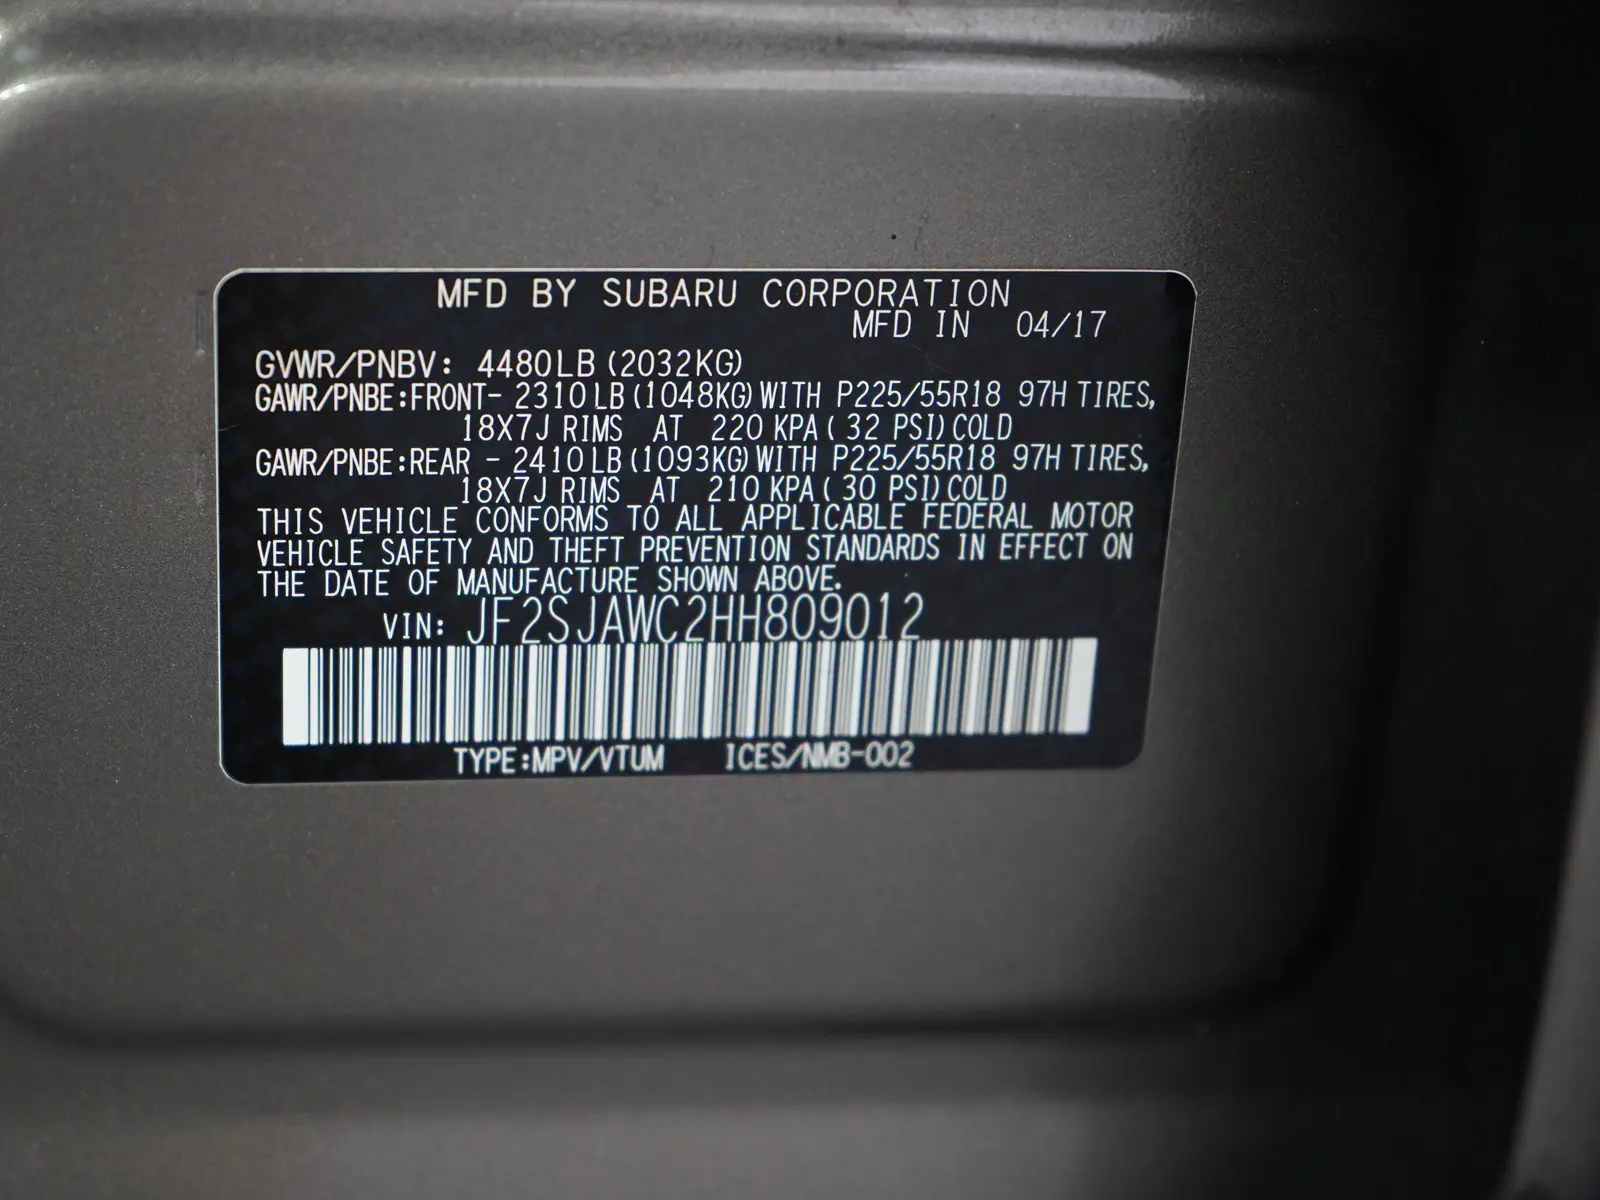 MFD BY SUBARU CORPORATION
MFD IN 04/17
GVWR/PNBV: 4480LB (2032KG)
GAWR/PNBE:FRONT- 2310LB (1048KG) WITH P225/55R18 97H TIRES,
18X7J RIMS AT 220 KPA ( 32 PSI) COLD
GAWR/PNBE:REAR - 2410LB (1093KG) WITH P225/55R18 97H TIRES,
18X7J RIMS AT 210 KPA ( 30 PSI) COLD
THIS VEHICLE CONFORMS TO ALL APPLICABLE FEDERAL MOTOR
VEHICLE SAFETY AND THEFT PREVENTION STANDARDS IN EFFECT ON
THE DATE OF MANUFACTURE SHOWN ABOVE.
VIN: JF2SJAWC2HH809012
TYPE:MPV/VTUM ICES/NMB-002